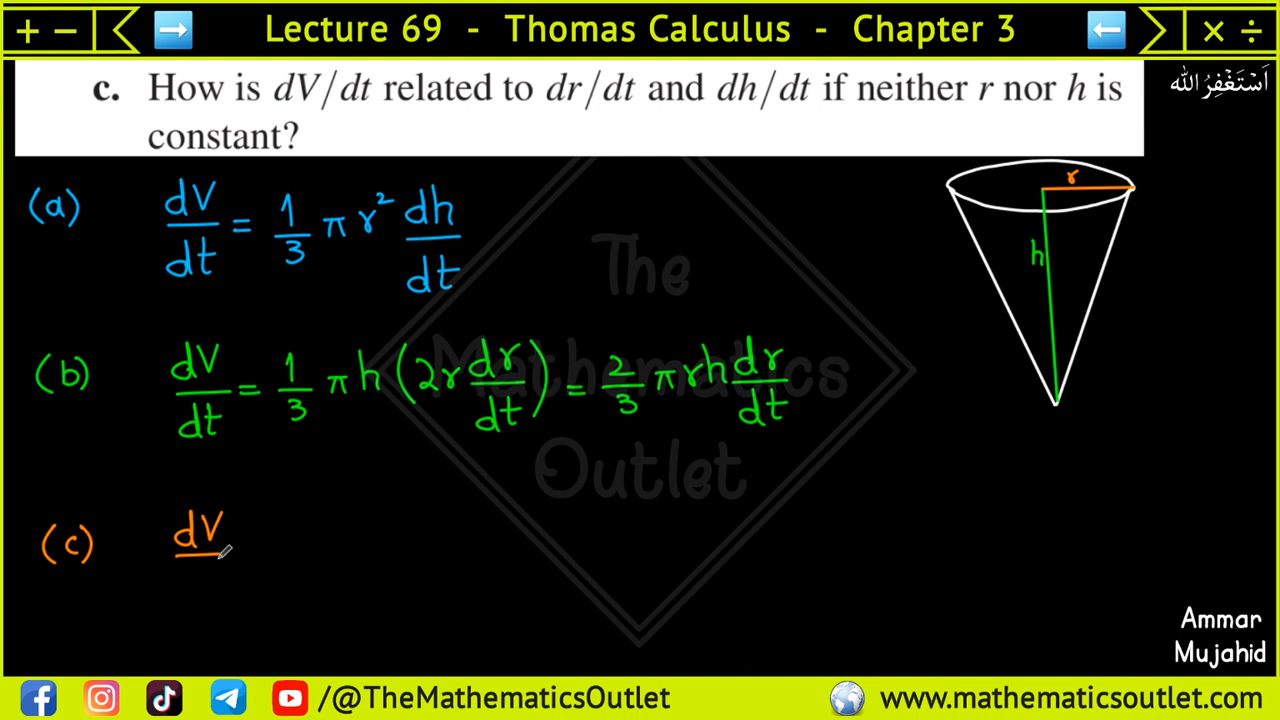 + − Lecture 69 - Thomas Calculus - Chapter 3 × ÷
c. How is dV/dt related to dr/dt and dh/dt if neither r nor h is
constant?
اَسْتَغْفِرُ اللّٰه
(a) dV/dt = 1/3 π r² dh/dt
r
h
(b) dV/dt = 1/3 π h (2r dr/dt) = 2/3 π r h dr/dt
(c) dV
The
Mathematics
Outlet
Ammar
Mujahid
/@TheMathematicsOutlet www.mathematicsoutlet.com